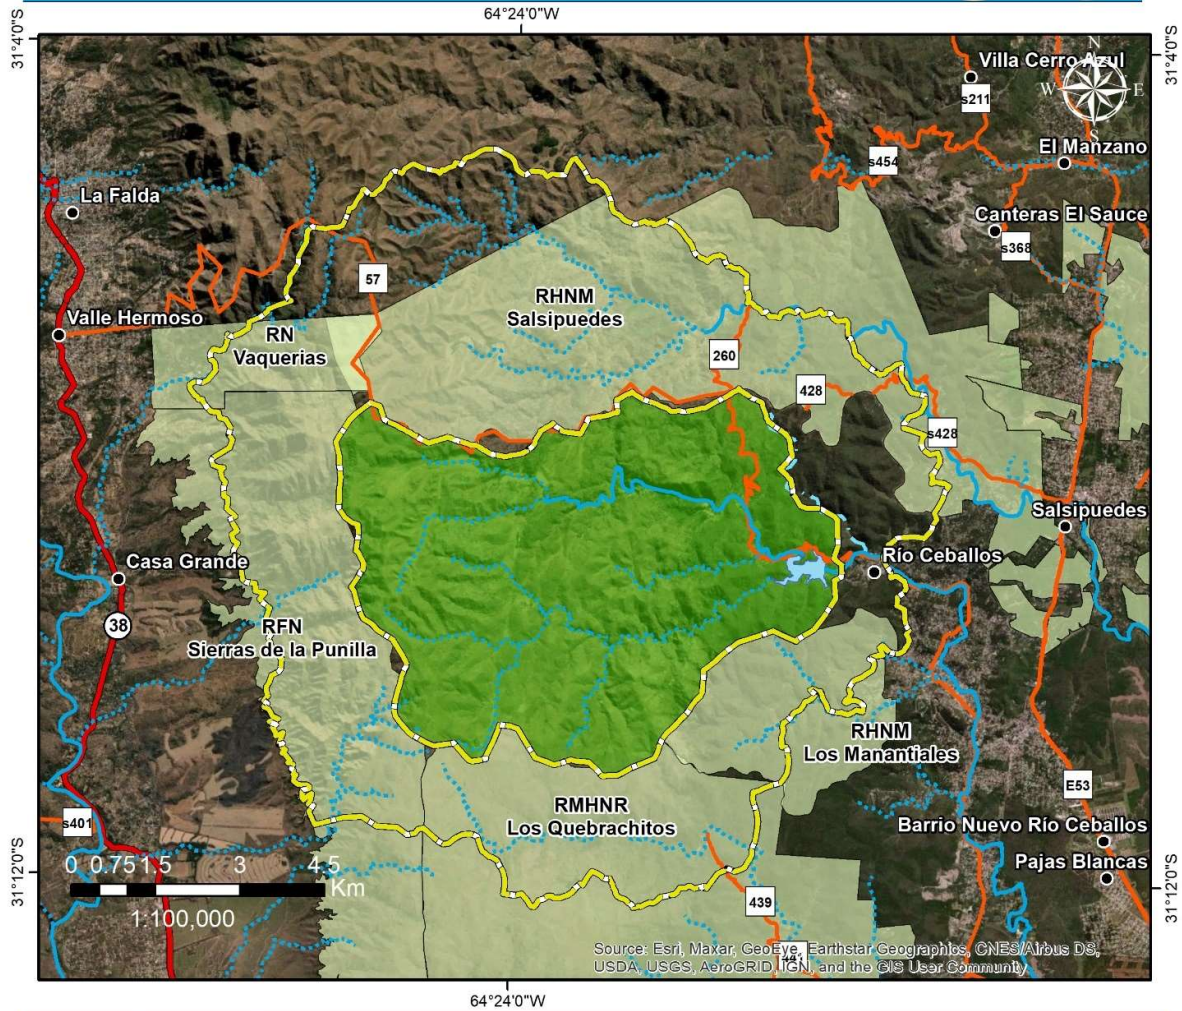 64°24'0"W
31°4'0"S
31°4'0"S
Villa Cerro Azul
N
W
E
S
s211
El Manzano
s454
La Falda
Canteras El Sauce
s368
57
RHNM
Salsipuedes
Valle Hermoso
RN
Vaquerias
260
428
s428
Salsipuedes
Río Ceballos
Casa Grande
38
RFN
Sierras de la Punilla
RHNM
Los Manantiales
E53
RMHNR
Los Quebrachitos
s401
Barrio Nuevo Río Ceballos
Pajas Blancas
0 0.75 1.5 3 4.5
Km
1:100,000
31°12'0"S
31°12'0"S
439
Source: Esri, Maxar, GeoEye, Earthstar Geographics, CNES/Airbus DS,
USDA, USGS, AeroGRID, IGN, and the GIS User Community
64°24'0"W